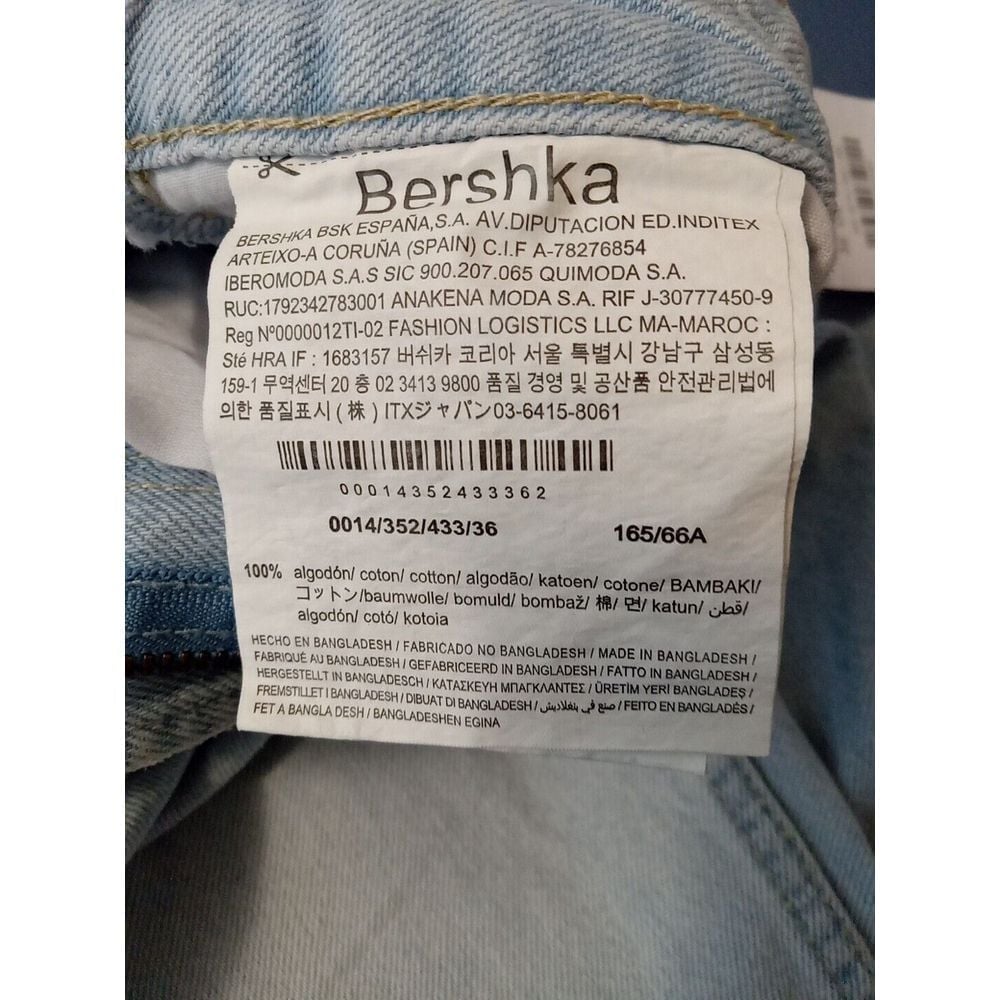 Bershka
BERSHKA BSK ESPAÑA,S.A. AV.DIPUTACION ED.INDITEX
ARTEIXO-A CORUÑA (SPAIN) C.I.F A-78276854
IBEROMODA S.A.S SIC 900.207.065 QUIMODA S.A.
RUC:1792342783001 ANAKENA MODA S.A. RIF J-30777450-9
Reg Nº0000012TI-02 FASHION LOGISTICS LLC MA-MAROC :
Sté HRA IF : 1683157 버쉬카 코리아 서울 특별시 강남구 삼성동
159-1 무역센터 20 층 02 3413 9800 품질 경영 및 공산품 안전관리법에
의한 품질표시 ( 株 ) ITXジャパン03-6415-8061
00014352433362
0014/352/433/36 165/66A
100% algodón/ coton/ cotton/ algodão/ katoen/ cotone/ BAMBAKI/
コットン/baumwolle/ bomuld/ bombaž/ 棉/ 면/ katun/ قطن/
algodón/ cotó/ kotoia
HECHO EN BANGLADESH / FABRICADO NO BANGLADESH / MADE IN BANGLADESH /
FABRIQUÉ AU BANGLADESH / GEFABRICEERD IN BANGLADESH / FATTO IN BANGLADESH /
HERGESTELLT IN BANGLADESCH / ΚΑΤΑΣΚΕΥΗ ΜΠΑΓΚΛΑΝΤΕΣ / ÜRETİM YERİ BANGLADEŞ /
FREMSTILLET I BANGLADESH / DIBUAT DI BANGLADESH / صنع في بنغلاديش / FEITO EN BANGLADÉS /
FET A BANGLA DESH / BANGLADESHEN EGINA